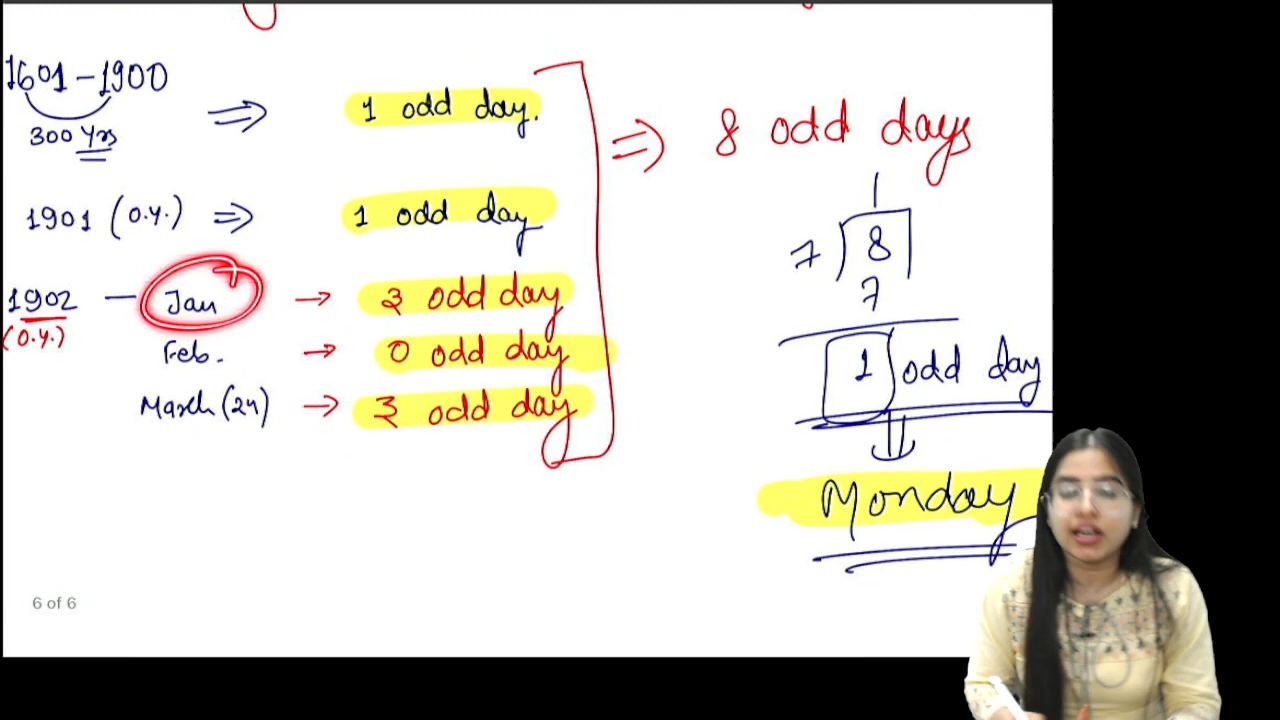 1601 - 1900 ⇒ 1 odd day.
300 Yrs
1901 (O.Y.) ⇒ 1 odd day
1902 - Jan → 3 odd day
(O.Y.)
Feb. → 0 odd day
March (24) → 3 odd day
⇒ 8 odd days
1
7) 8
7
1 odd day
Monday
6 of 6